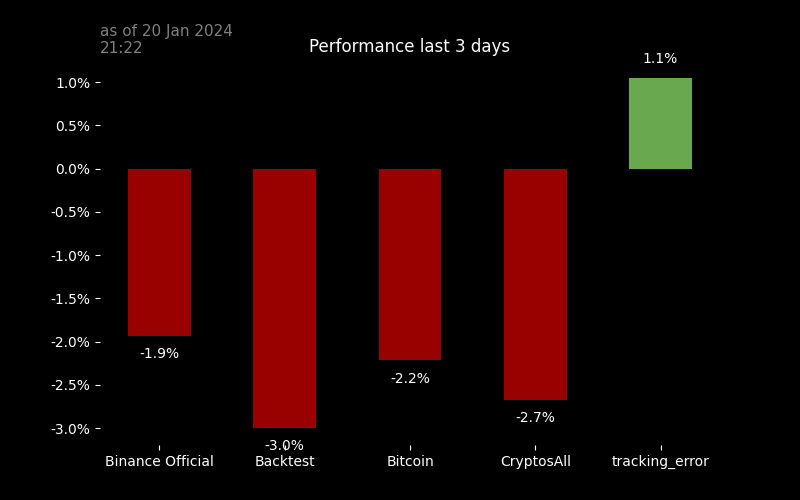 as of 20 Jan 2024
21:22
Performance last 3 days
1.1%
1.0%
0.5%
0.0%
-0.5%
-1.0%
-1.5%
-2.0%
-2.5%
-3.0%
-1.9%
-3.0%
-2.2%
-2.7%
Binance Official
Backtest
Bitcoin
CryptosAll
tracking_error